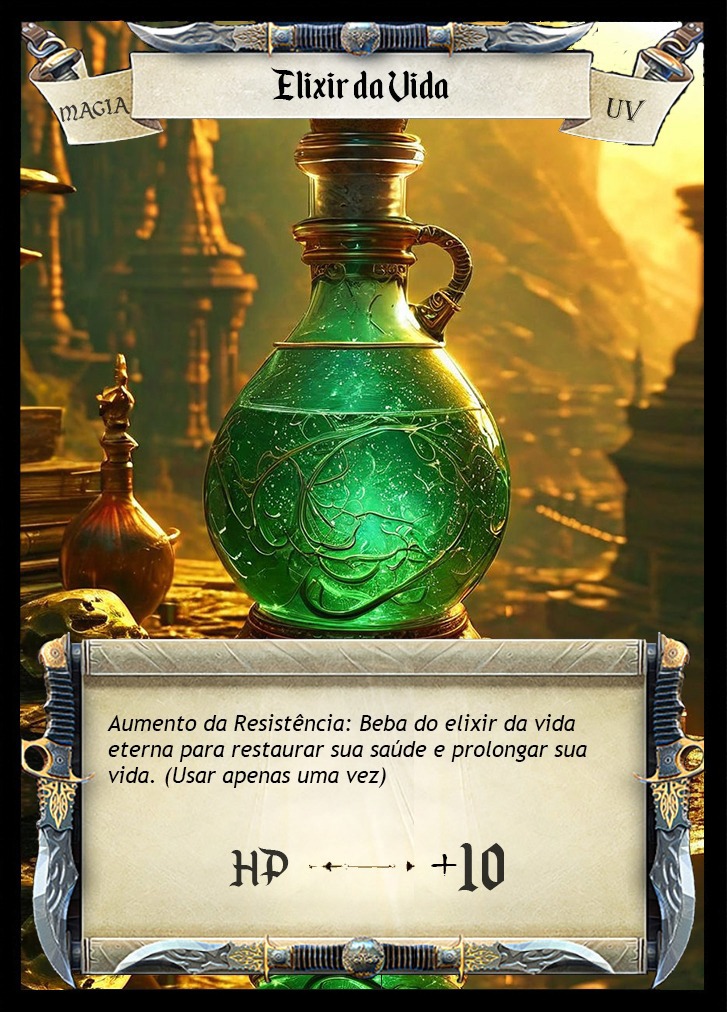 Elixir da Vida
MAGIA
UV
Aumento da Resistência: Beba do elixir da vida
eterna para restaurar sua saúde e prolongar sua
vida. (Usar apenas uma vez)
HP +10